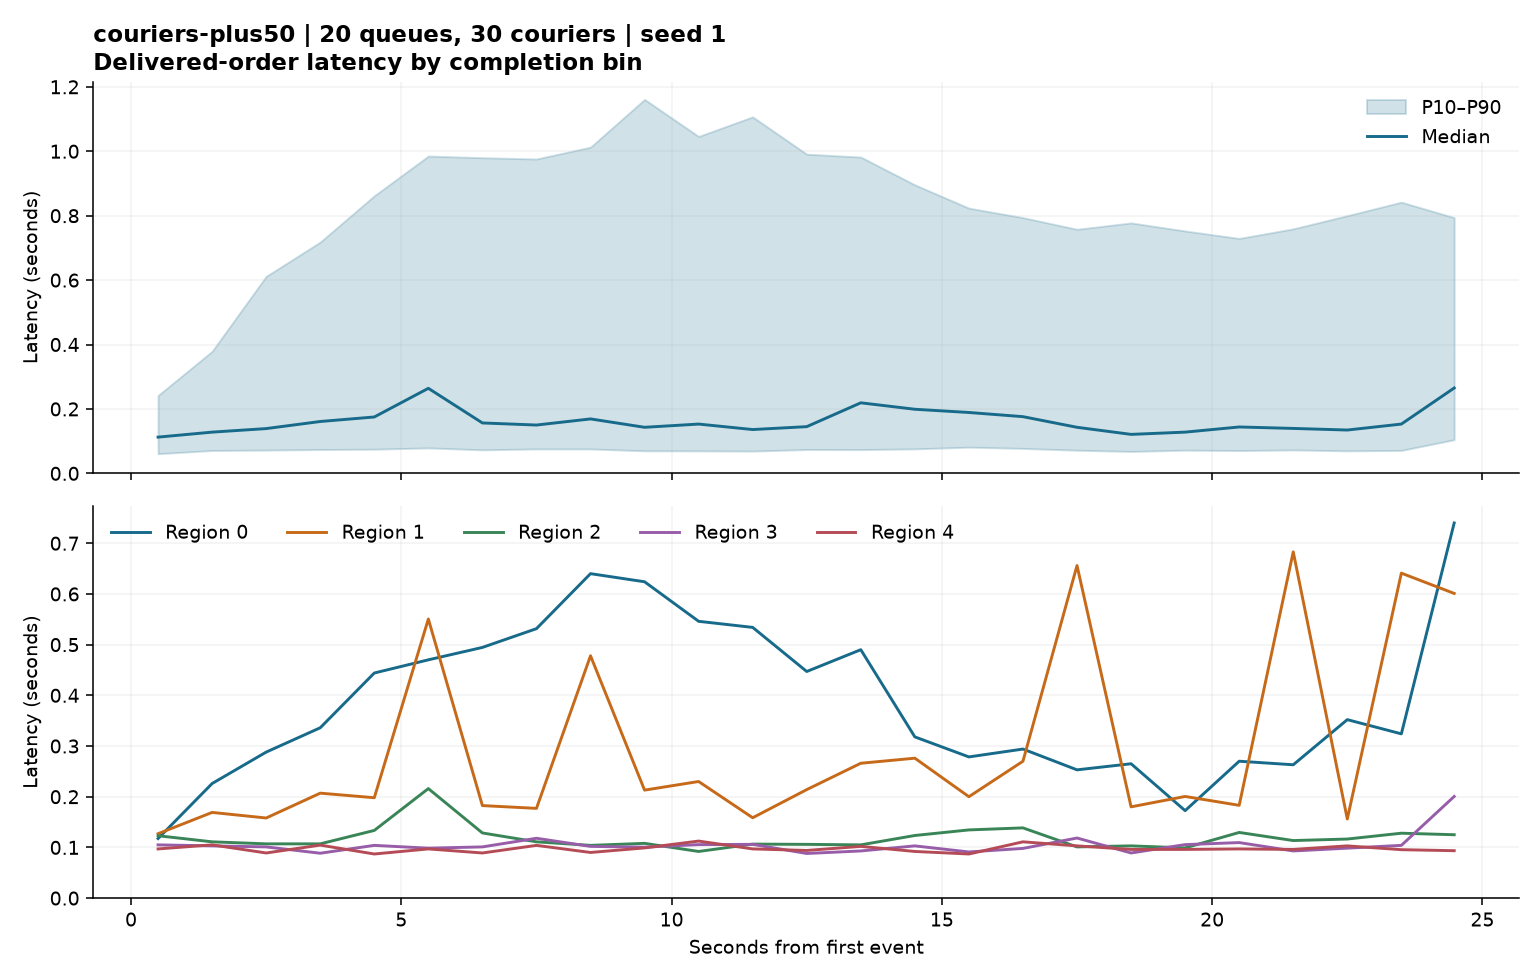 couriers-plus50 | 20 queues, 30 couriers | seed 1
Delivered-order latency by completion bin
P10–P90
Median
Latency (seconds)
1.2
1.0
0.8
0.6
0.4
0.2
0.0
Region 0 Region 1 Region 2 Region 3 Region 4
Latency (seconds)
0.7
0.6
0.5
0.4
0.3
0.2
0.1
0.0
0 5 10 15 20 25
Seconds from first event